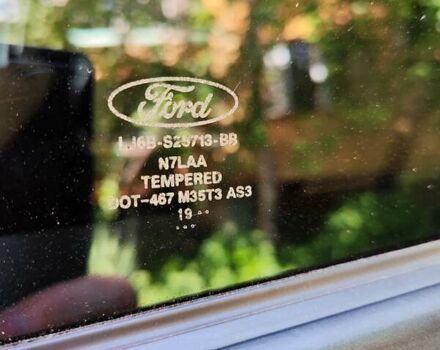 Ford
LJ6B-S25713-BB
N7LAA
TEMPERED
DOT-467 M35T3 AS3
19